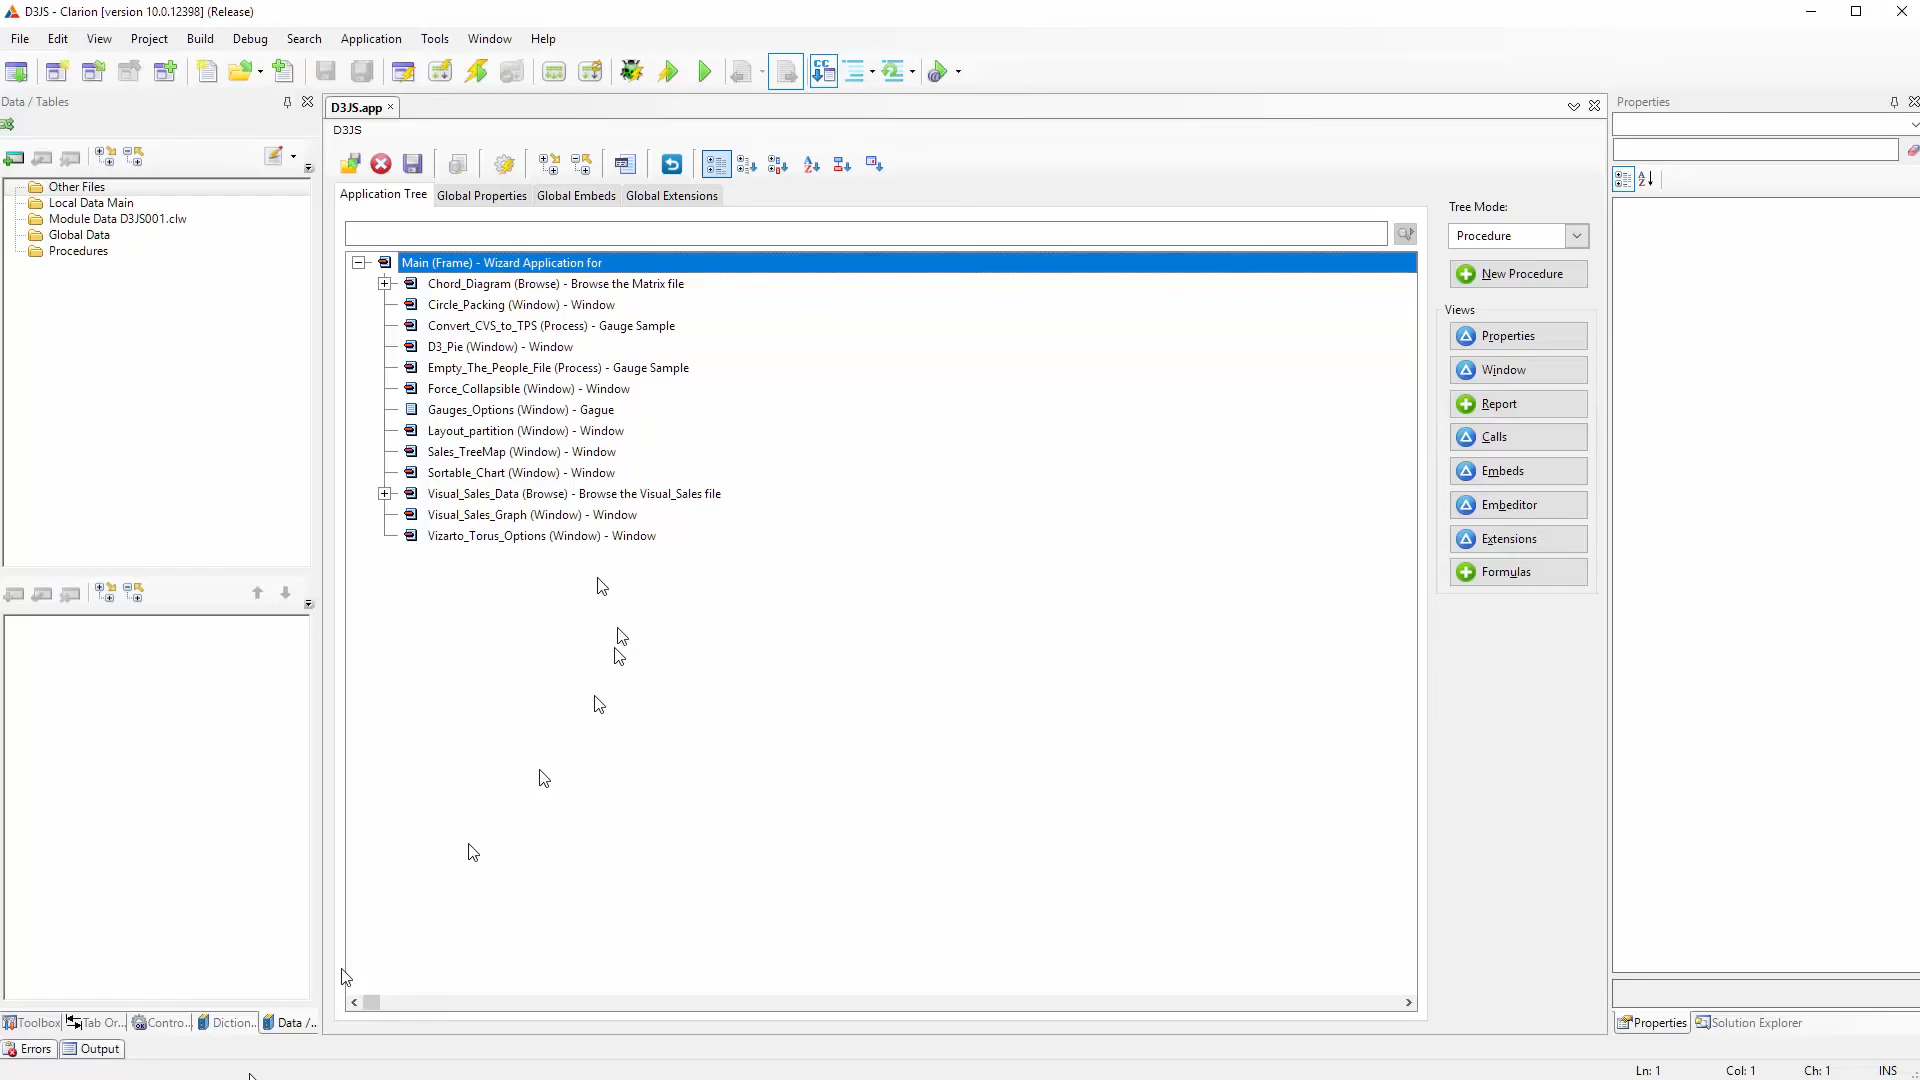 D3JS - Clarion [version 10.0.12398] (Release)
File Edit View Project Build Debug Search Application Tools Window Help
Data / Tables
D3JS.app
Properties
D3JS
Application Tree Global Properties Global Embeds Global Extensions
Other Files
Local Data Main
Module Data D3JS001.clw
Global Data
Procedures
Main (Frame) - Wizard Application for
Chord_Diagram (Browse) - Browse the Matrix file
Circle_Packing (Window) - Window
Convert_CVS_to_TPS (Process) - Gauge Sample
D3_Pie (Window) - Window
Empty_The_People_File (Process) - Gauge Sample
Force_Collapsible (Window) - Window
Gauges_Options (Window) - Gague
Layout_partition (Window) - Window
Sales_TreeMap (Window) - Window
Sortable_Chart (Window) - Window
Visual_Sales_Data (Browse) - Browse the Visual_Sales file
Visual_Sales_Graph (Window) - Window
Vizarto_Torus_Options (Window) - Window
Tree Mode:
Procedure
New Procedure
Views
Properties
Window
Report
Calls
Embeds
Embeditor
Extensions
Formulas
Toolbox Tab Or... Contro... Diction... Data /...
Properties Solution Explorer
Errors Output
Ln: 1 Col: 1 Ch: 1 INS